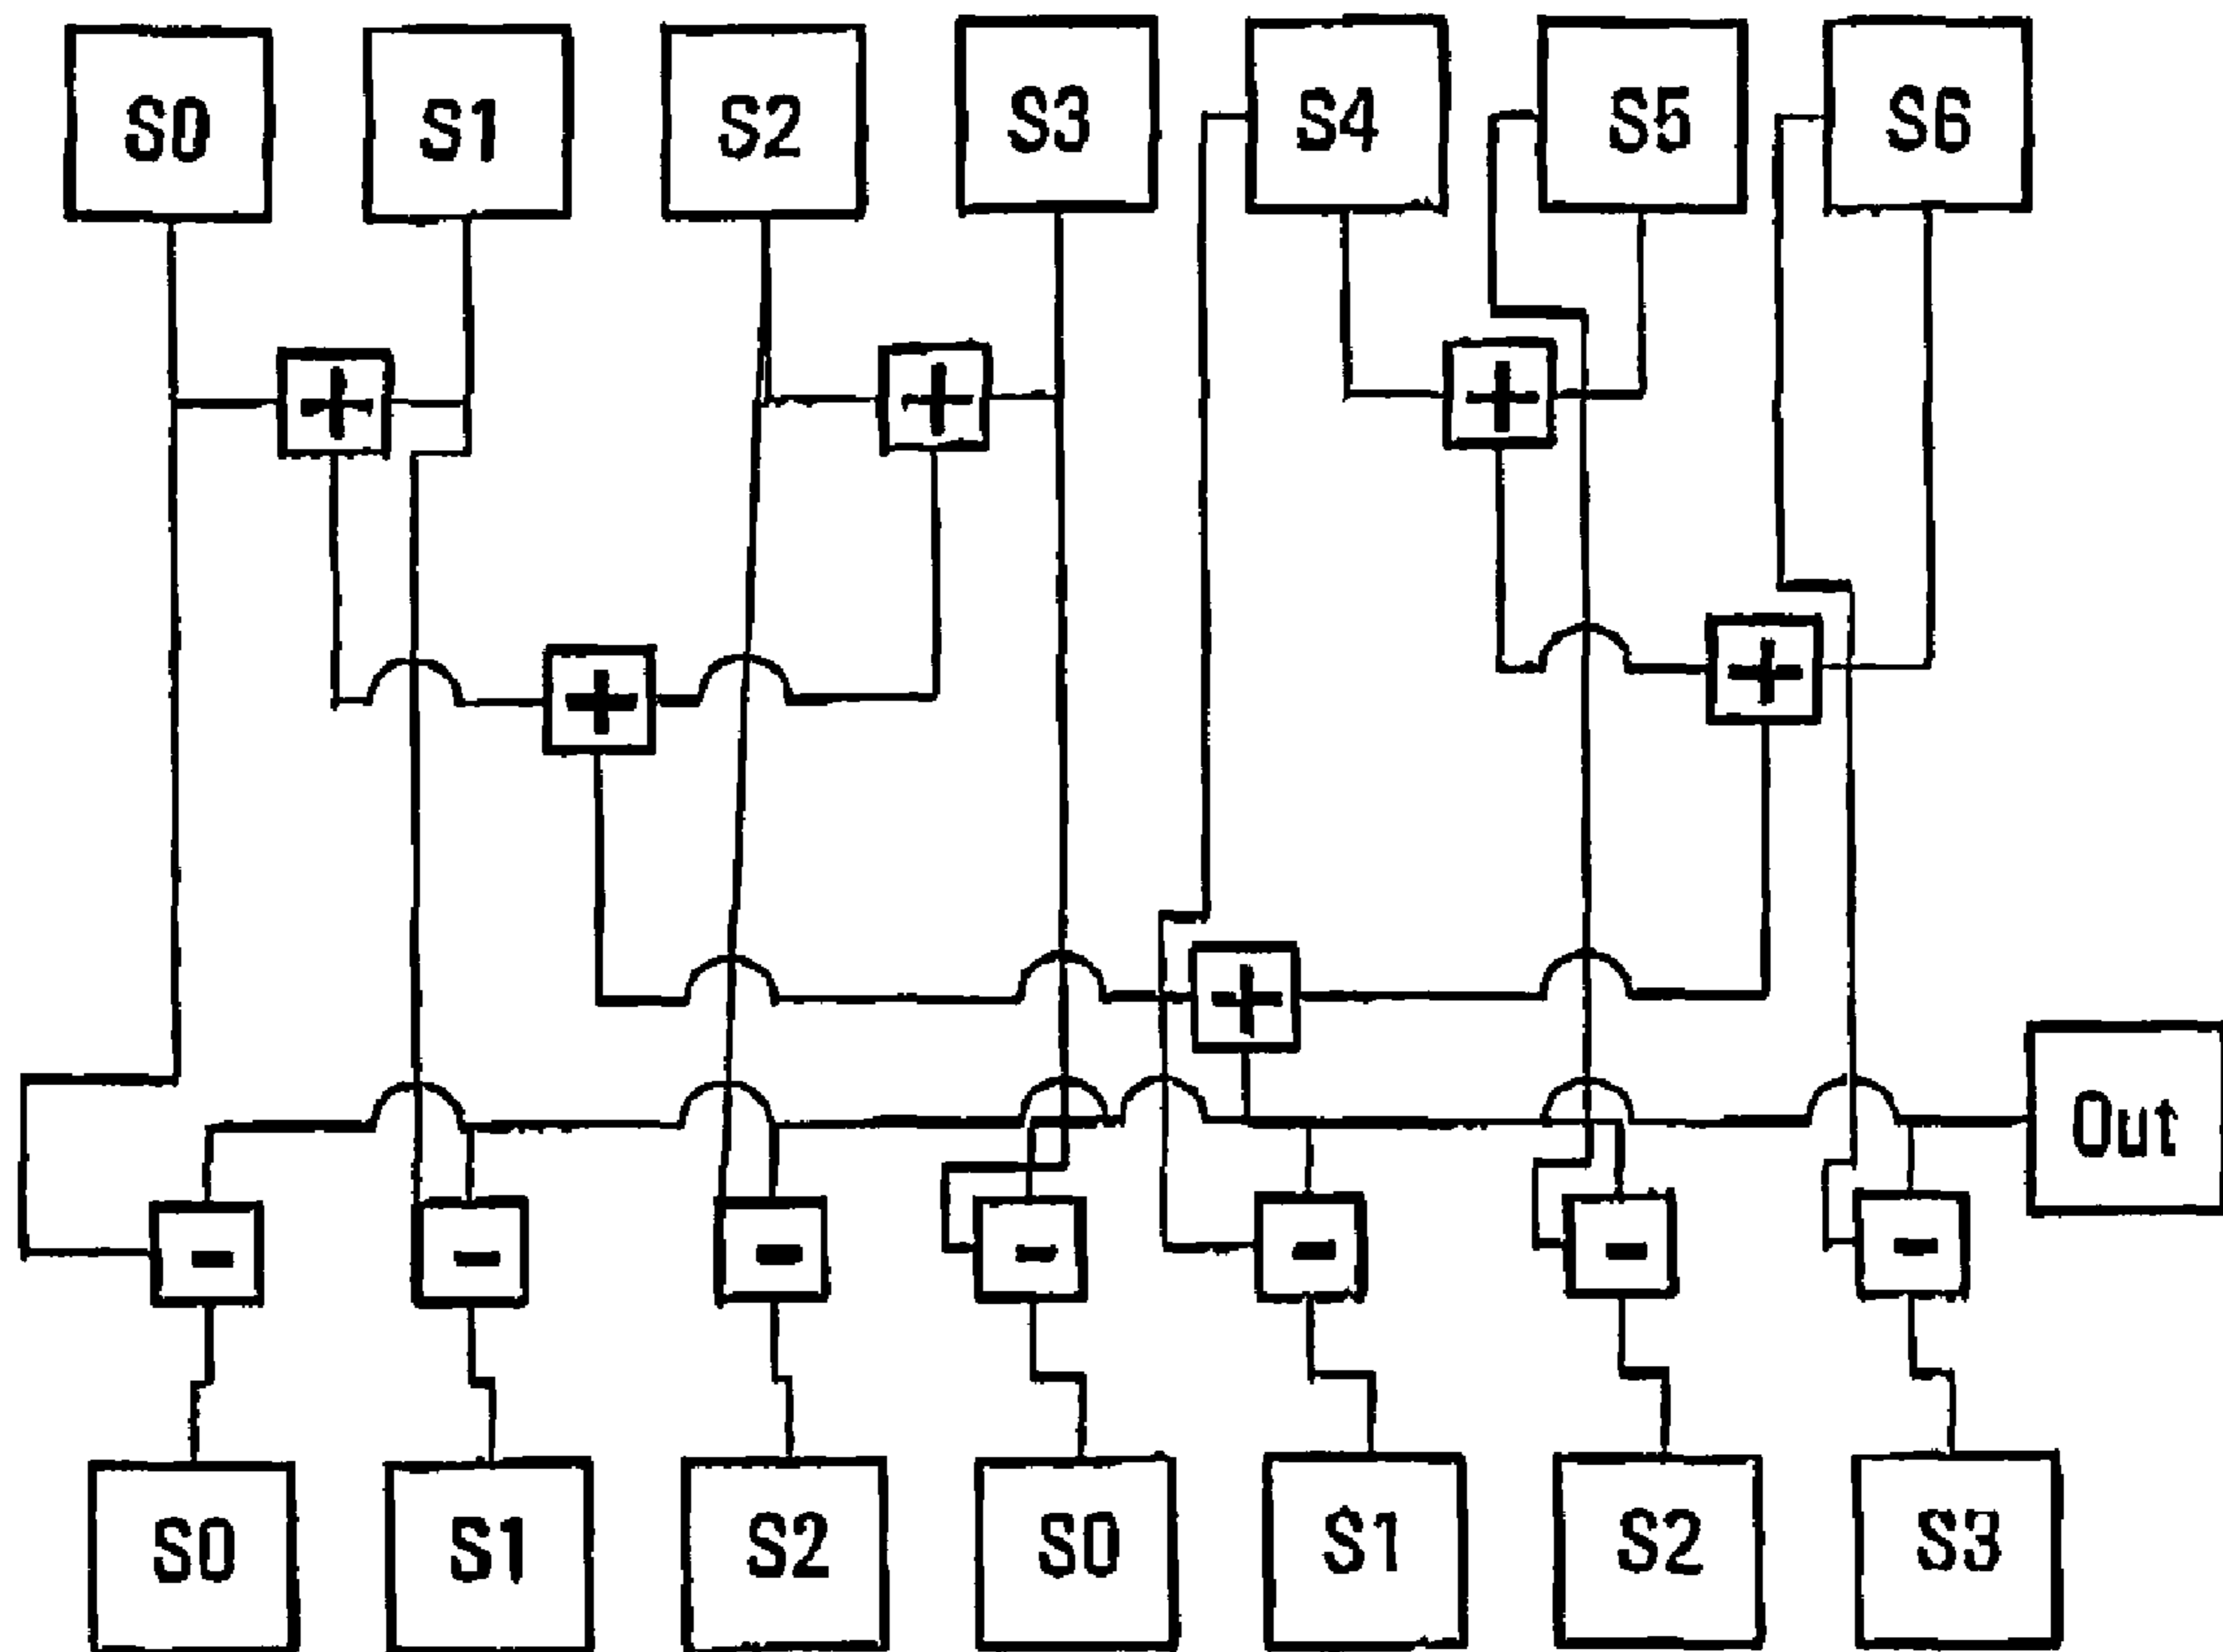 S0 S1 S2 S3 S4 S5 S6
+ + +
+ +
+
Out
- - - - - - -
S0 S1 S2 S0 S1 S2 S3